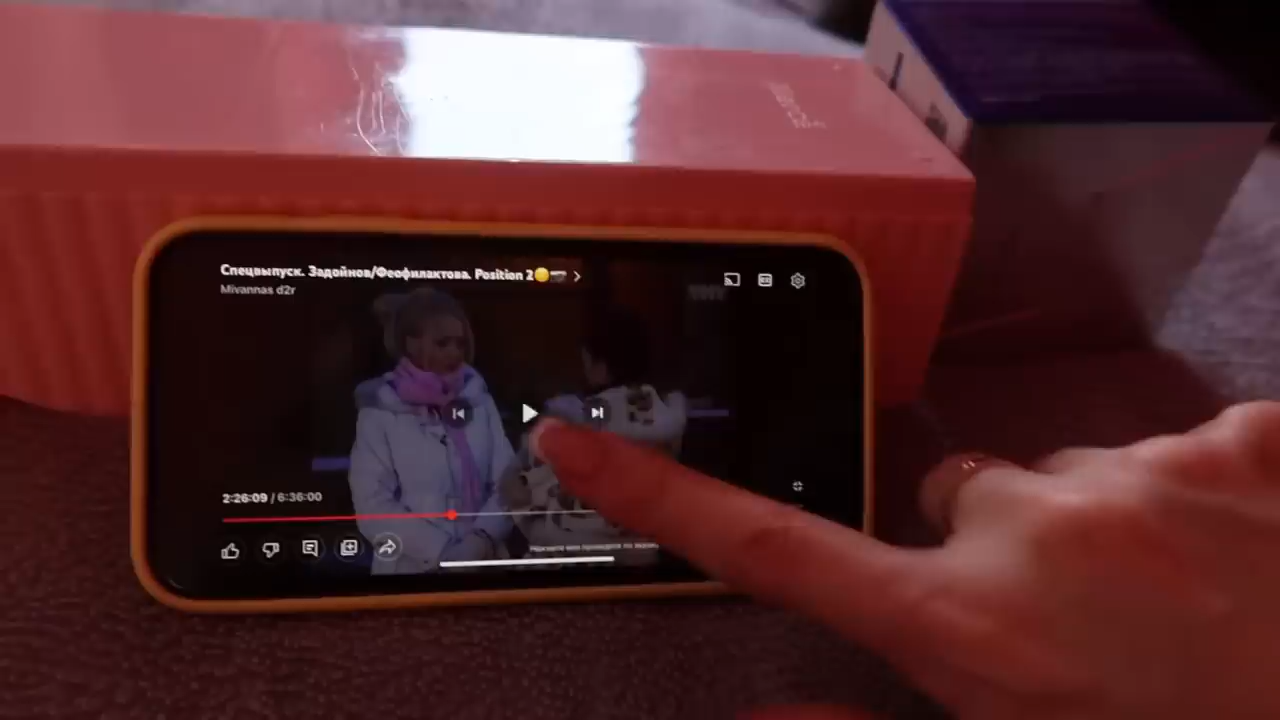 Спецвыпуск. Задойнов/Феофилактова. Position 2
Mivannas d2r
2:26:09 / 6:36:00